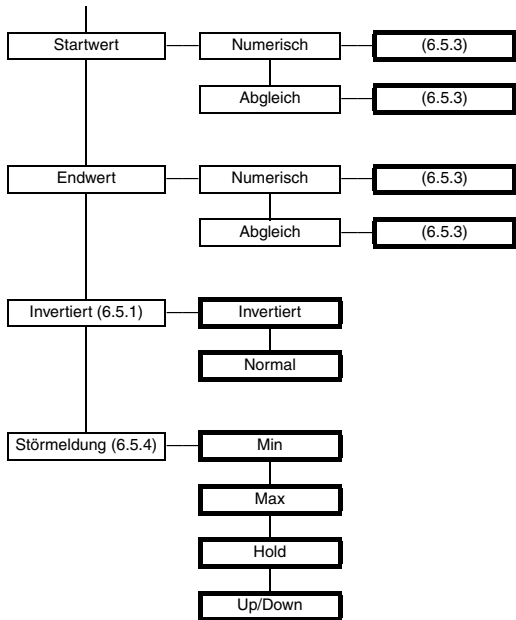 Startwert
Numerisch
(6.5.3)
Abgleich
(6.5.3)
Endwert
Numerisch
(6.5.3)
Abgleich
(6.5.3)
Invertiert (6.5.1)
Invertiert
Normal
Störmeldung (6.5.4)
Min
Max
Hold
Up/Down